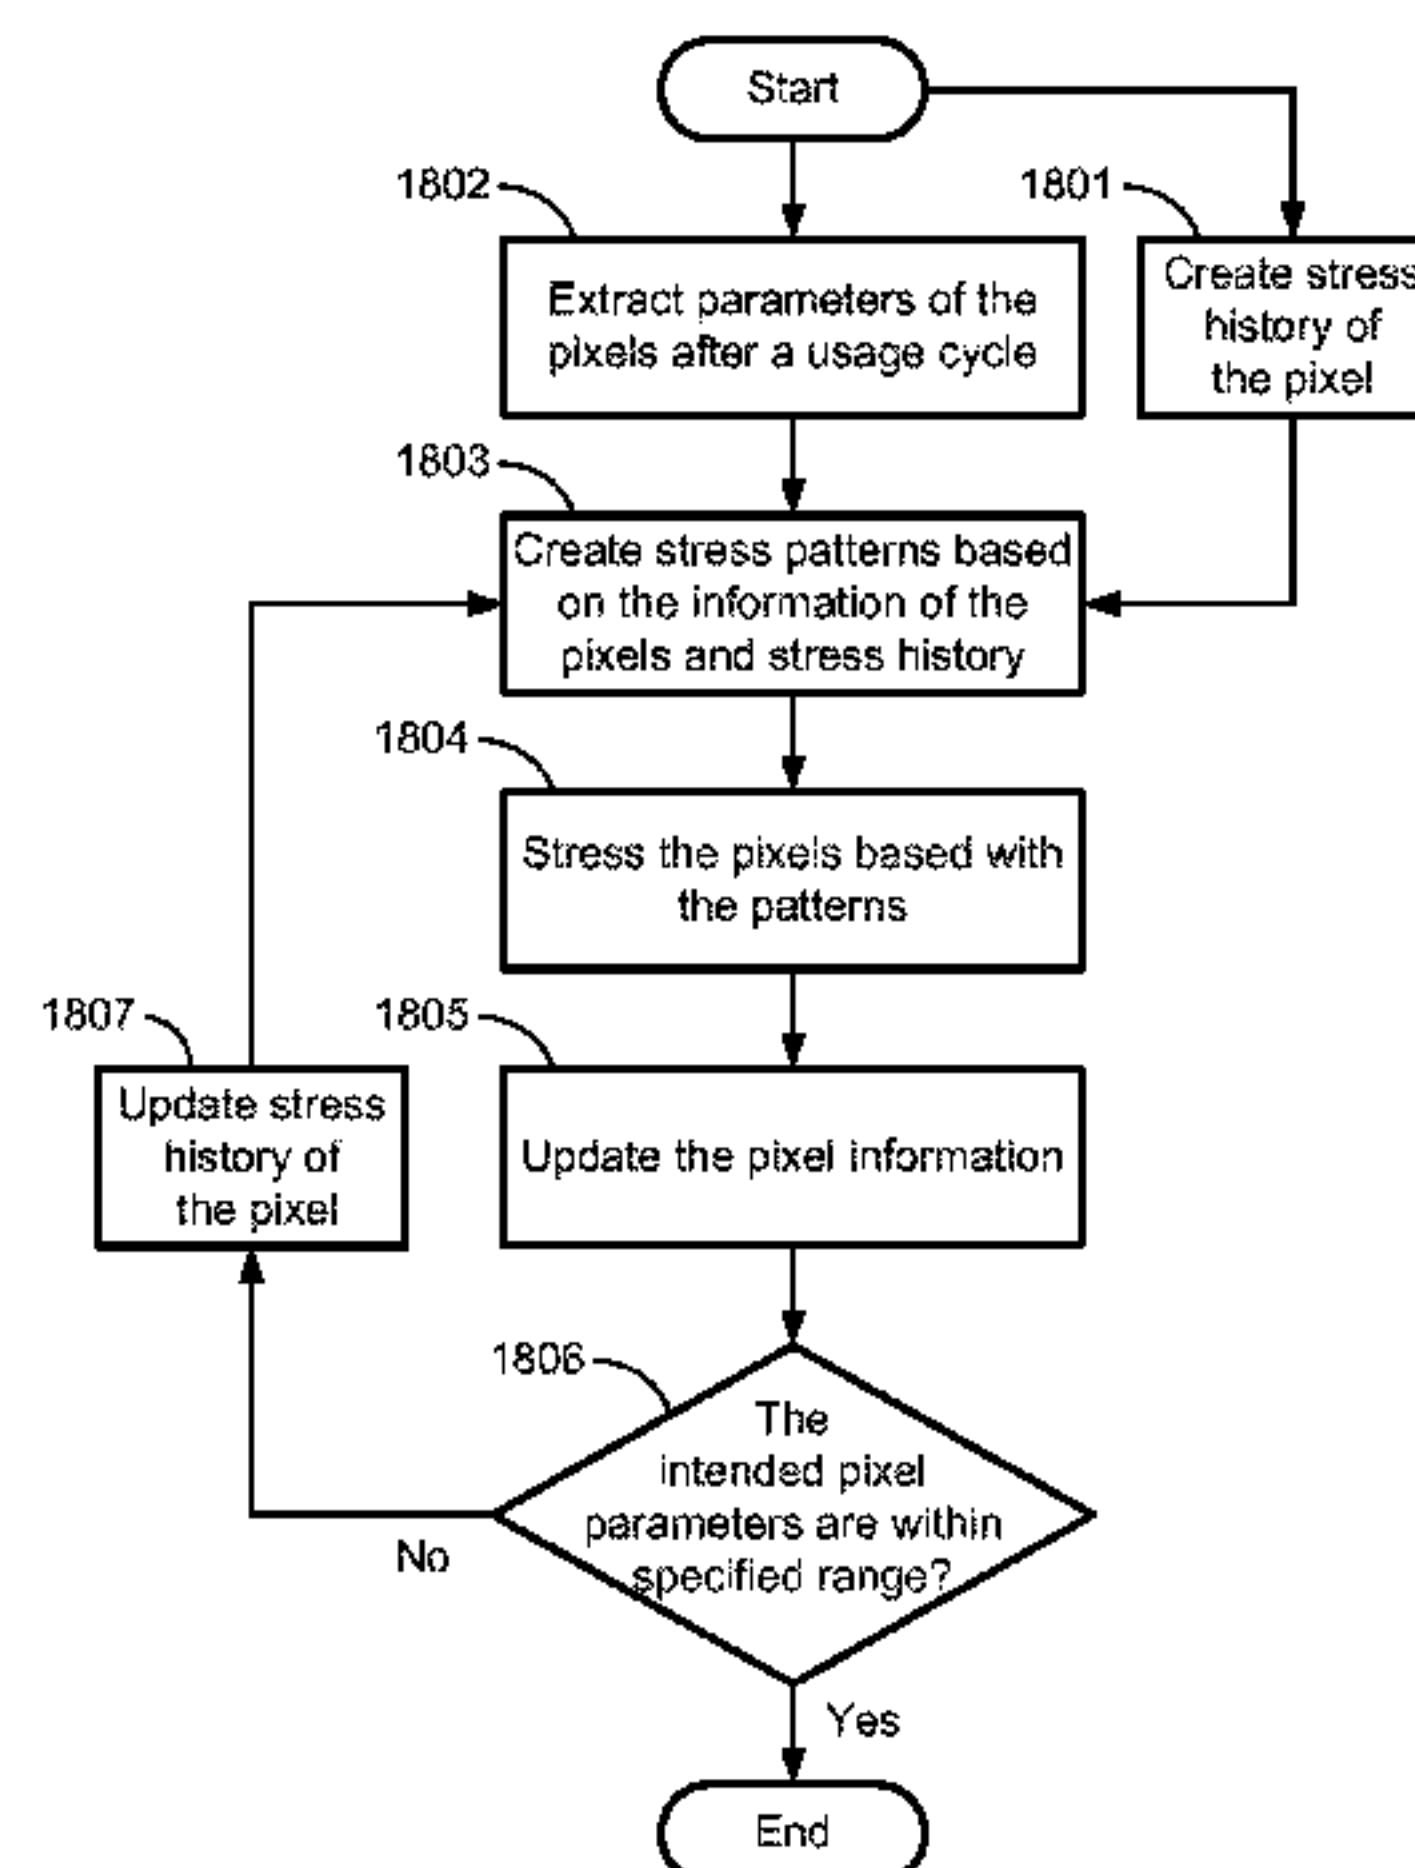 Start
1802
1801
Extract parameters of the
pixels after a usage cycle
Create stress
history of
the pixel
1803
Create stress patterns based
on the information of the
pixels and stress history
1804
Stress the pixels based with
the patterns
1807
1805
Update stress
history of
the pixel
Update the pixel information
1806
The
intended pixel
parameters are within
specified range?
No
Yes
End